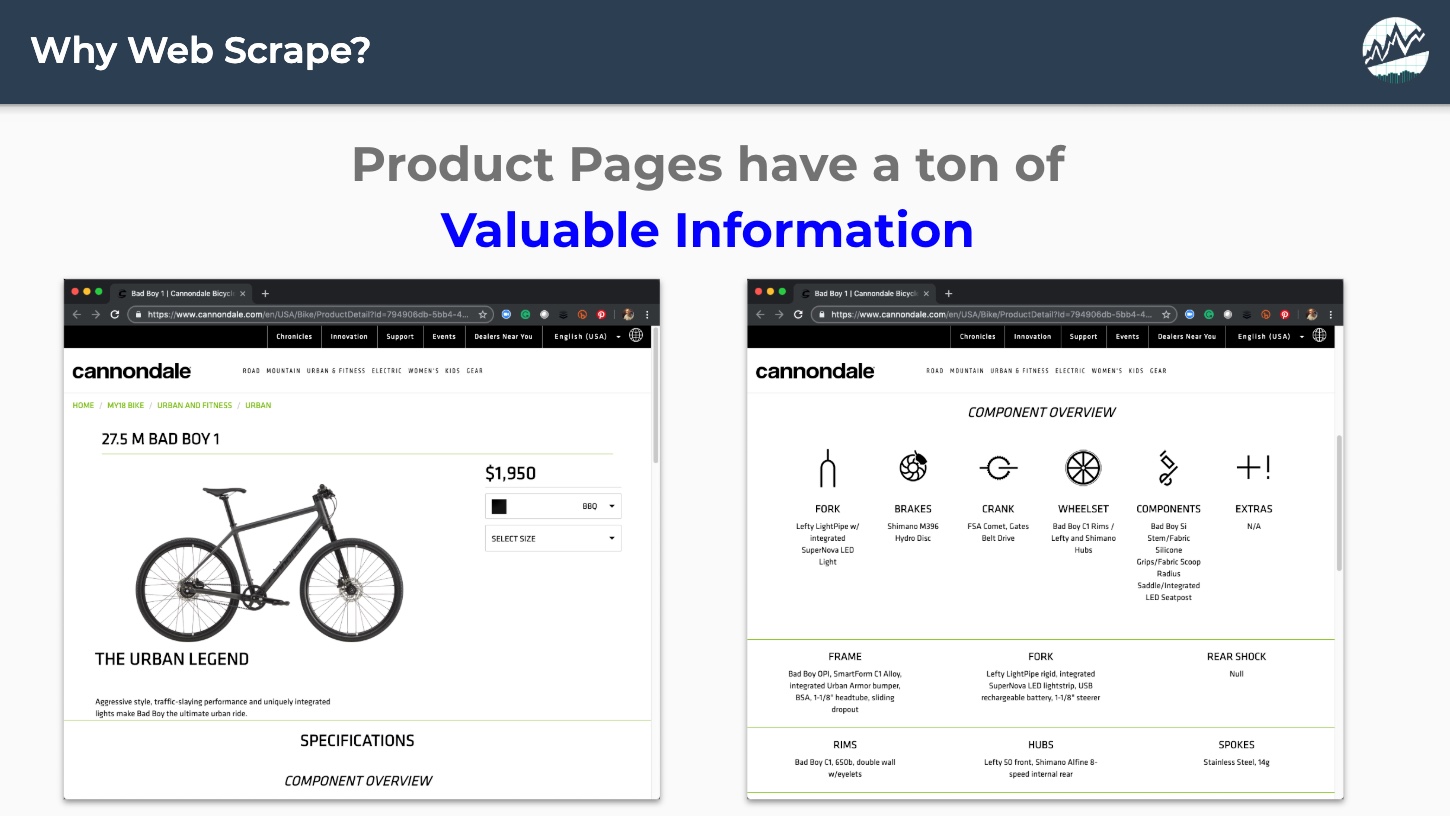 Why Web Scrape?
Product Pages have a ton of
Valuable Information
Bad Boy 1 | Cannondale Bicycl
https://www.cannondale.com/en/USA/Bike/ProductDetail?Id=794906db-5bb4-4...
Chronicles Innovation Support Events Dealers Near You English (USA)
cannondale ROAD MOUNTAIN URBAN & FITNESS ELECTRIC WOMEN'S KIDS GEAR
HOME / MY18 BIKE / URBAN AND FITNESS / URBAN
27.5 M BAD BOY 1
$1,950
BBQ
SELECT SIZE
THE URBAN LEGEND
Aggressive style, traffic-slaying performance and uniquely integrated
lights make Bad Boy the ultimate urban ride.
SPECIFICATIONS
COMPONENT OVERVIEW
Bad Boy 1 | Cannondale Bicycl
https://www.cannondale.com/en/USA/Bike/ProductDetail?Id=794906db-5bb4-4...
Chronicles Innovation Support Events Dealers Near You English (USA)
cannondale ROAD MOUNTAIN URBAN & FITNESS ELECTRIC WOMEN'S KIDS GEAR
COMPONENT OVERVIEW
FORK
Lefty LightPipe w/
integrated
SuperNova LED
Light
BRAKES
Shimano M396
Hydro Disc
CRANK
FSA Comet, Gates
Belt Drive
WHEELSET
Bad Boy C1 Rims /
Lefty and Shimano
Hubs
COMPONENTS
Bad Boy Si
Stem/Fabric
Silicone
Grips/Fabric Scoop
Radius
Saddle/Integrated
LED Seatpost
EXTRAS
N/A
FRAME
Bad Boy OPI, SmartForm C1 Alloy,
integrated Urban Armor bumper,
BSA, 1-1/8" headtube, sliding
dropout
FORK
Lefty LightPipe rigid, integrated
SuperNova LED lightstrip, USB
rechargeable battery, 1-1/8" steerer
REAR SHOCK
Null
RIMS
Bad Boy C1, 650b, double wall
w/eyelets
HUBS
Lefty 50 front, Shimano Alfine 8-
speed internal rear
SPOKES
Stainless Steel, 14g